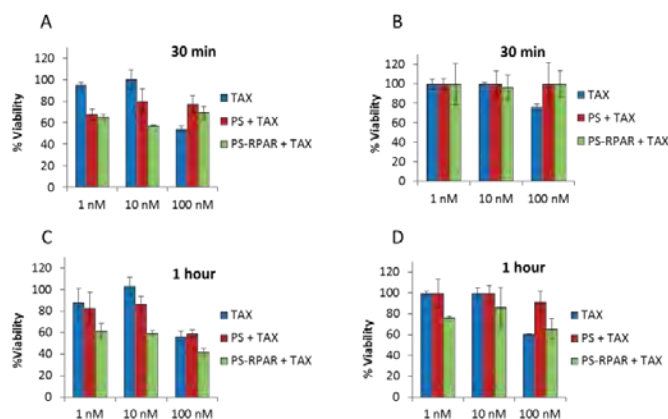 A
30 min
120
100
80
60
40
20
0
% Viability
1 nM 10 nM 100 nM
TAX
PS + TAX
PS-RPAR + TAX
B
30 min
120
100
80
60
40
20
0
% Viability
1 nM 10 nM 100 nM
TAX
PS + TAX
PS-RPAR + TAX
C
1 hour
120
100
80
60
40
20
0
%Viability
1 nM 10 nM 100 nM
TAX
PS + TAX
PS-RPAR + TAX
D
1 hour
120
100
80
60
40
20
0
% Viability
1 nM 10 nM 100 nM
TAX
PS + TAX
PS-RPAR + TAX